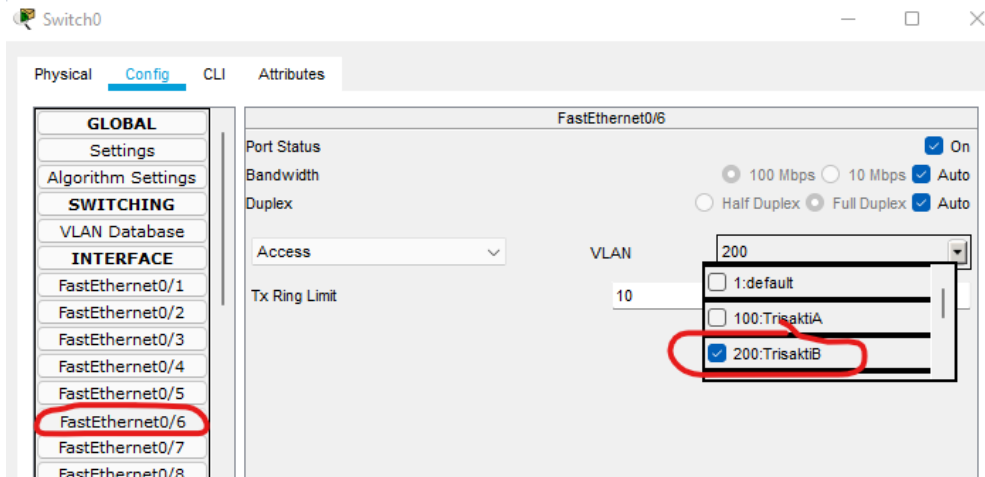 Switch0
Physical Config CLI Attributes
GLOBAL
Settings
Algorithm Settings
SWITCHING
VLAN Database
INTERFACE
FastEthernet0/1
FastEthernet0/2
FastEthernet0/3
FastEthernet0/4
FastEthernet0/5
FastEthernet0/6
FastEthernet0/7
FastEthernet0/8
FastEthernet0/6
Port Status On
Bandwidth 100 Mbps 10 Mbps Auto
Duplex Half Duplex Full Duplex Auto
Access VLAN 200
1:default
100:TrisaktiA
200:TrisaktiB
Tx Ring Limit 10